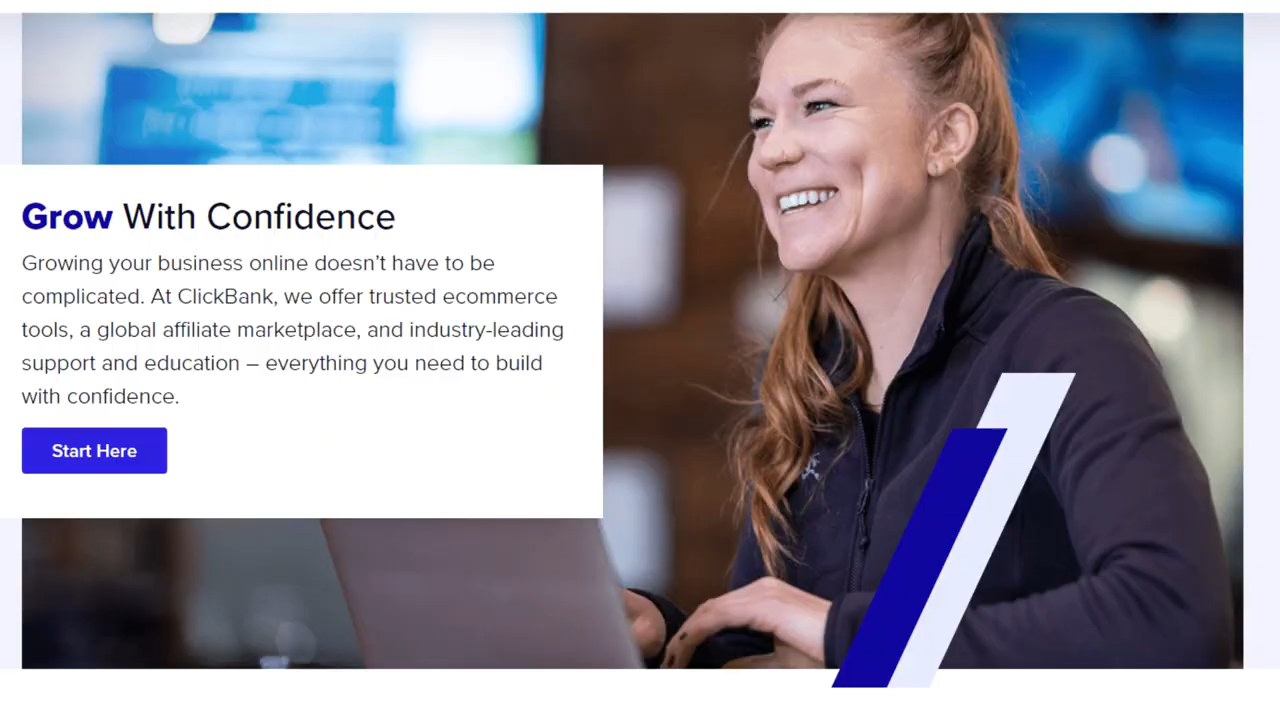 Grow With Confidence
Growing your business online doesn’t have to be
complicated. At ClickBank, we offer trusted ecommerce
tools, a global affiliate marketplace, and industry-leading
support and education – everything you need to build
with confidence.
Start Here